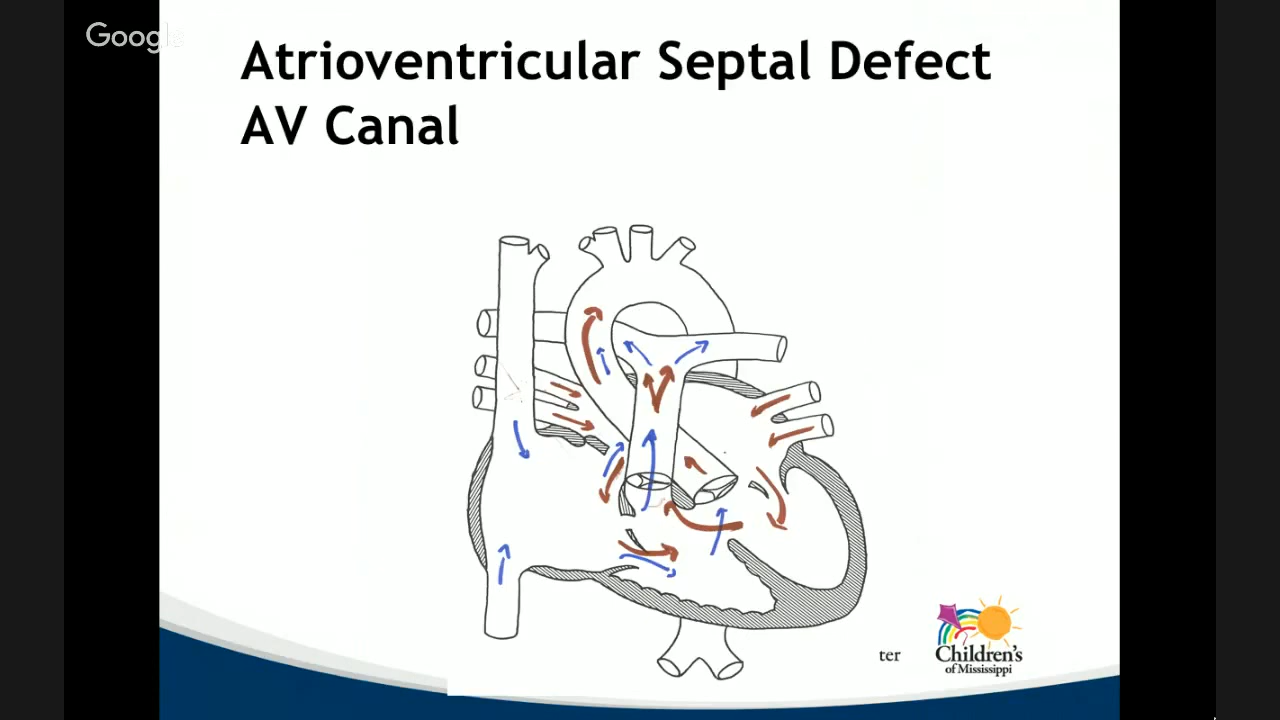 Google
Atrioventricular Septal Defect
AV Canal
ter
Children's
of Mississippi